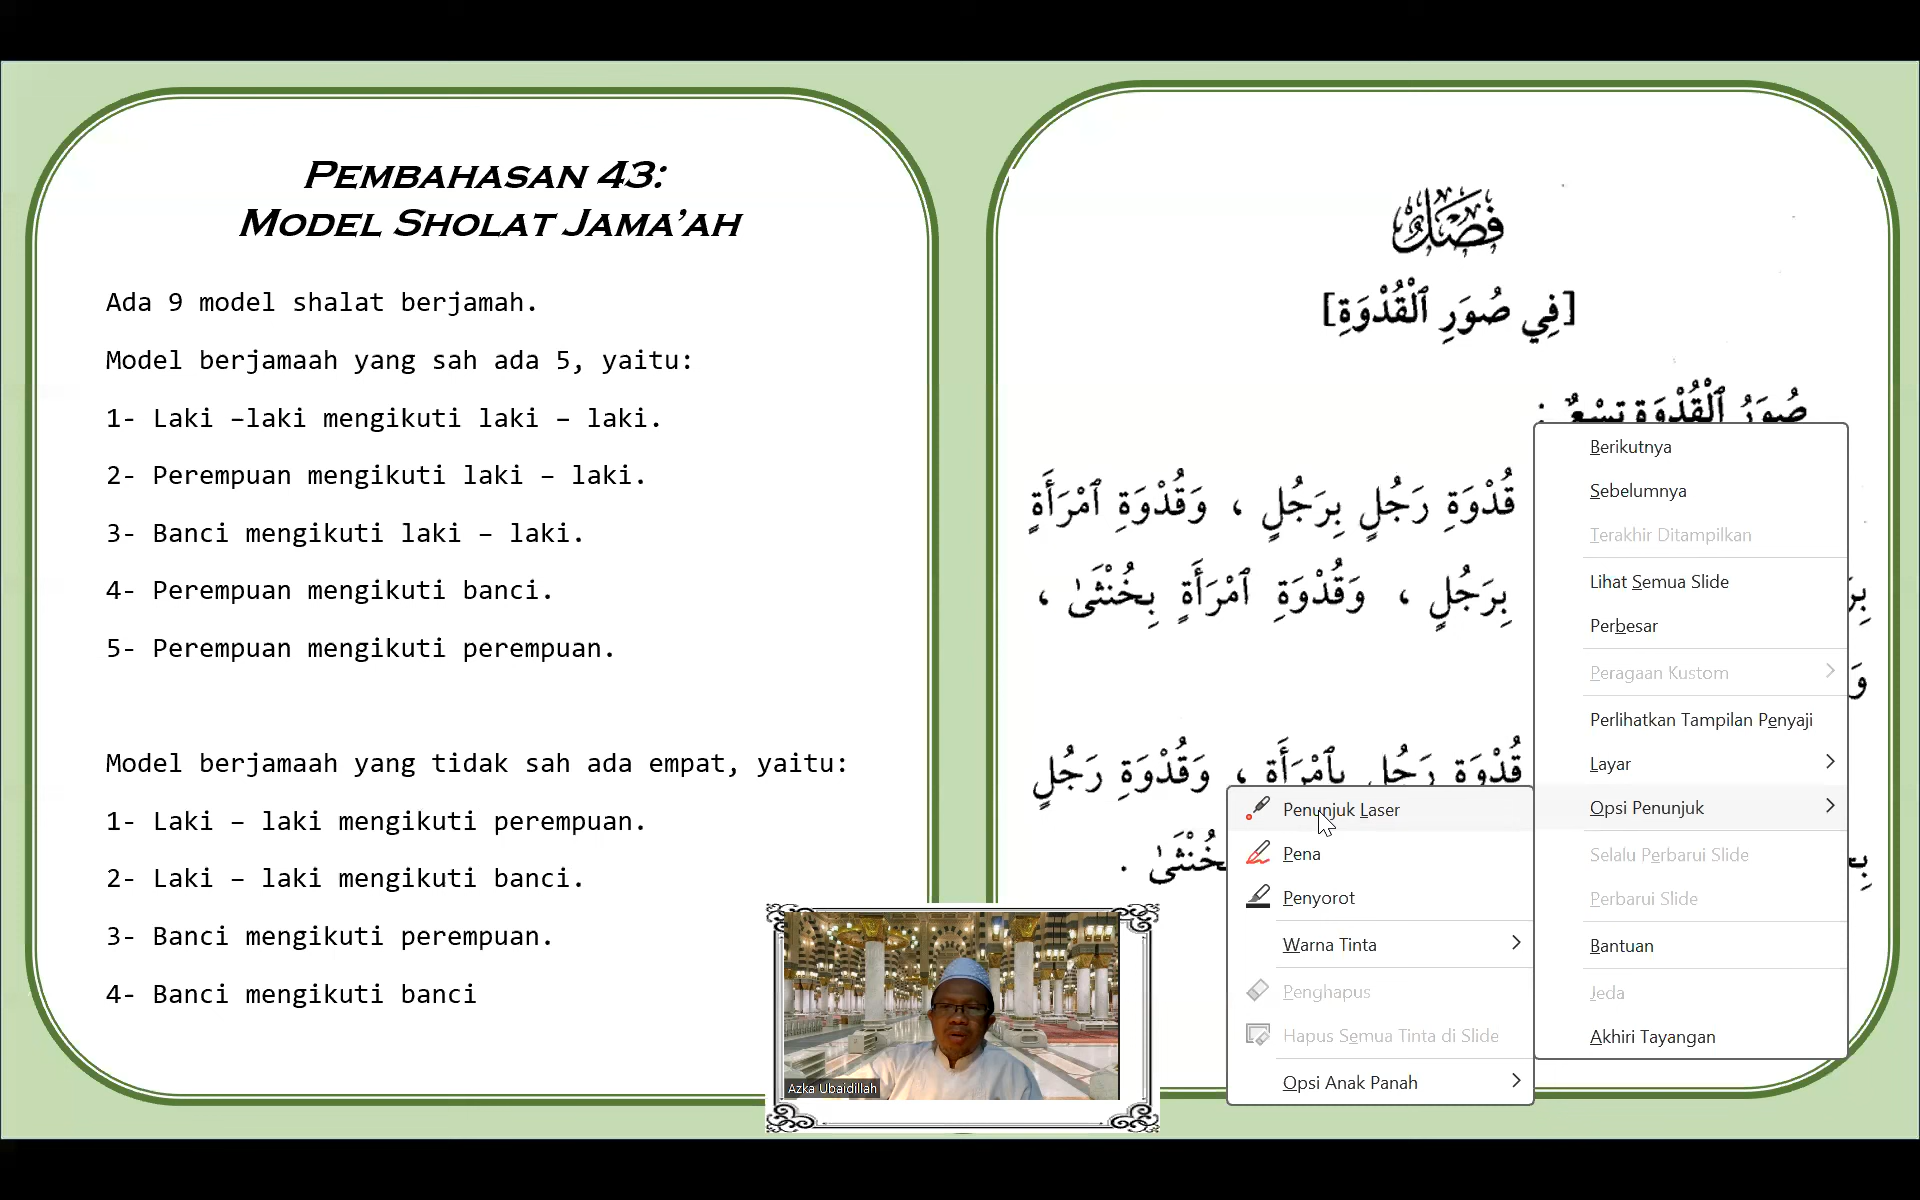 PEMBAHASAN 43:
MODEL SHOLAT JAMA’AH
Ada 9 model shalat berjamah.
Model berjamaah yang sah ada 5, yaitu:
1- Laki –laki mengikuti laki – laki.
2- Perempuan mengikuti laki – laki.
3- Banci mengikuti laki – laki.
4- Perempuan mengikuti banci.
5- Perempuan mengikuti perempuan.
Model berjamaah yang tidak sah ada empat, yaitu:
1- Laki – laki mengikuti perempuan.
2- Laki – laki mengikuti banci.
3- Banci mengikuti perempuan.
4- Banci mengikuti banci
فَصْلٌ
[فِي صُوَرِ ٱلْقُدْوَةِ]
صُوَرُ ٱلْقُدْوَةِ تِسْعٌ :
قُدْوَةِ رَجُلٍ بِرَجُلٍ ، وَقُدْوَةِ ٱمْرَأَةٍ
بِرَجُلٍ ، وَقُدْوَةِ ٱمْرَأَةٍ بِخُنْثَىٰ ،
قُدْوَةِ رَجُلٍ بِٱمْرَأَةٍ ، وَقُدْوَةِ رَجُلٍ
Berikutnya
Sebelumnya
Terakhir Ditampilkan
Lihat Semua Slide
Perbesar
Peragaan Kustom
Perlihatkan Tampilan Penyaji
Layar
Opsi Penunjuk
Selalu Perbarui Slide
Perbarui Slide
Bantuan
Jeda
Akhiri Tayangan
Penunjuk Laser
Pena
Penyorot
Warna Tinta
Penghapus
Hapus Semua Tinta di Slide
Opsi Anak Panah
Azka Ubaidillah